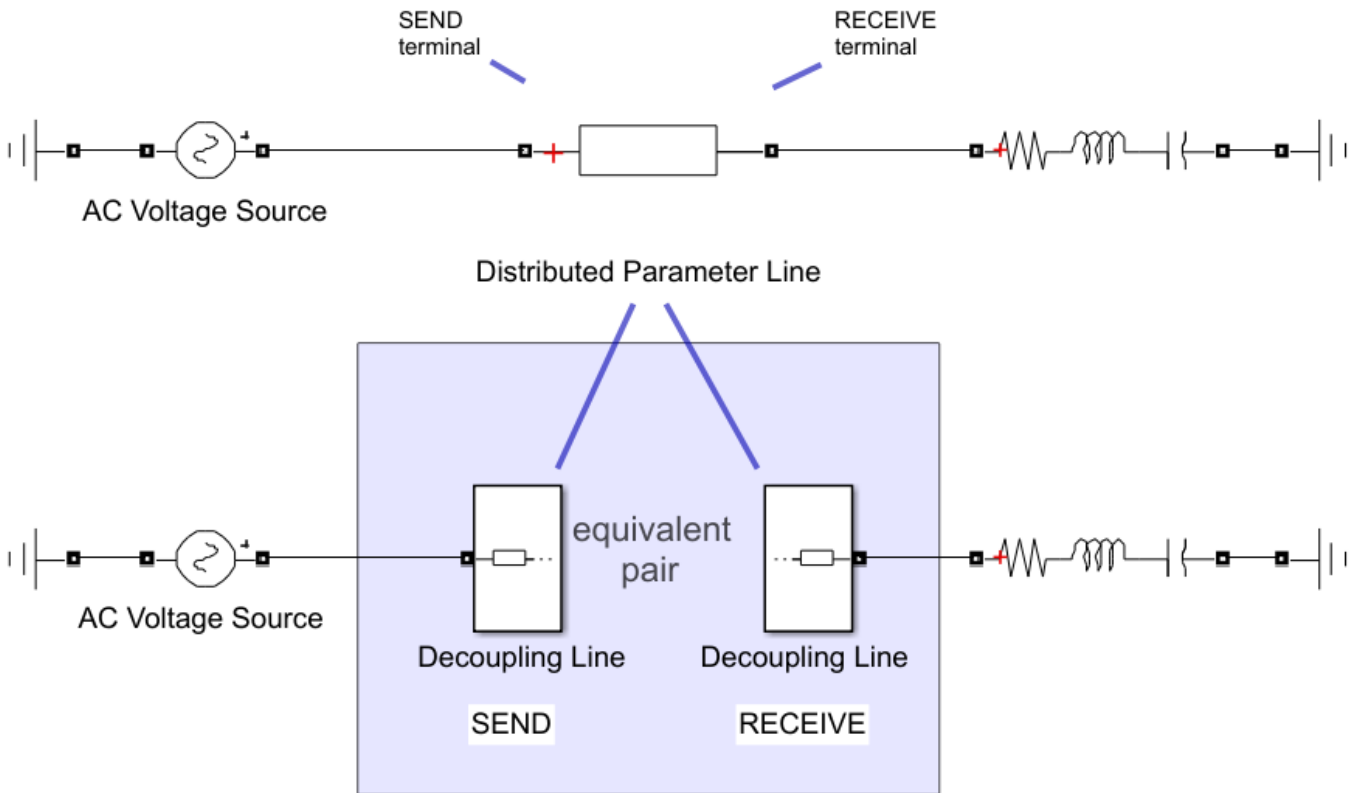 SEND
terminal
RECEIVE
terminal
AC Voltage Source
Distributed Parameter Line
equivalent
pair
AC Voltage Source
Decoupling Line
Decoupling Line
SEND
RECEIVE